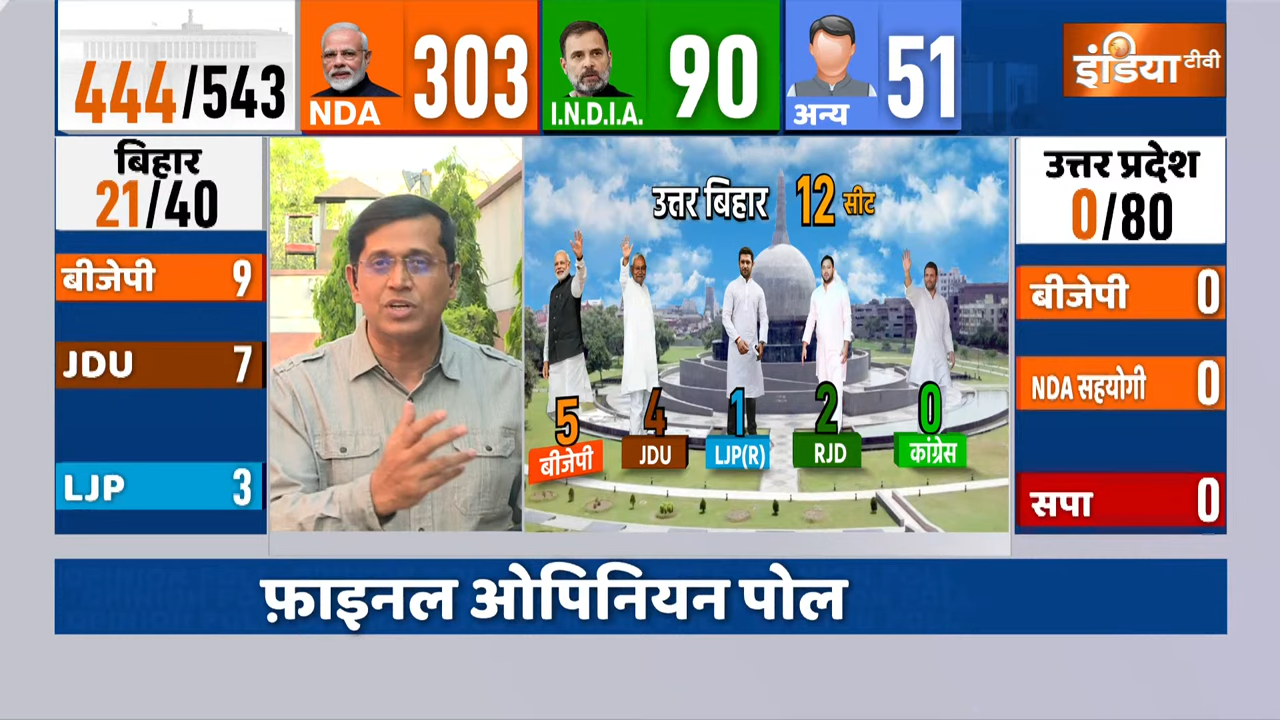 444/543
NDA 303
I.N.D.I.A. 90
अन्य 51
इंडिया टीवी
बिहार
21/40
बीजेपी 9
JDU 7
LJP 3
उत्तर बिहार 12 सीट
5 4 1 2 0
बीजेपी JDU LJP(R) RJD कांग्रेस
उत्तर प्रदेश
0/80
बीजेपी 0
NDA सहयोगी 0
सपा 0
फ़ाइनल ओपिनियन पोल